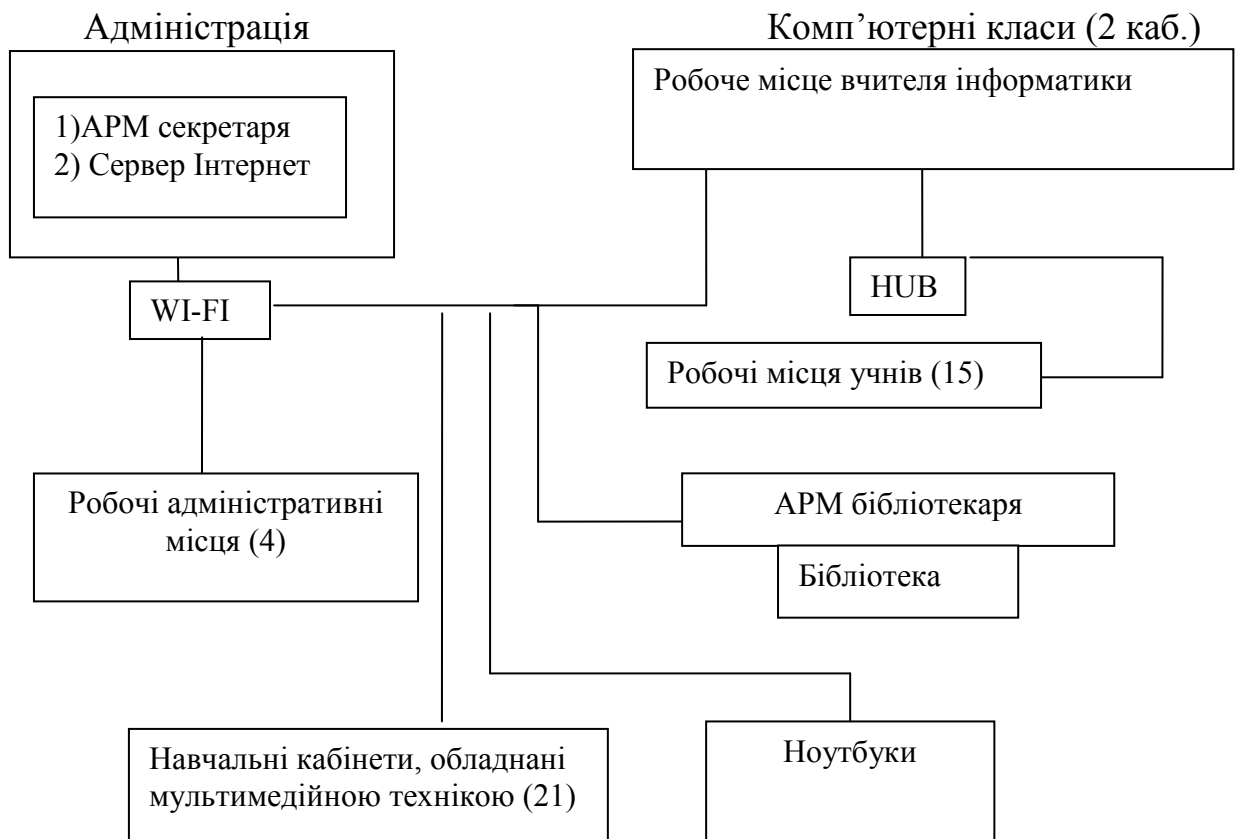 Адміністрація
Комп’ютерні класи (2 каб.)
1)АРМ секретаря
2) Сервер Інтернет
Робоче місце вчителя інформатики
WI-FI
HUB
Робочі місця учнів (15)
Робочі адміністративні
місця (4)
АРМ бібліотекаря
Бібліотека
Навчальні кабінети, обладнані
мультимедійною технікою (21)
Ноутбуки